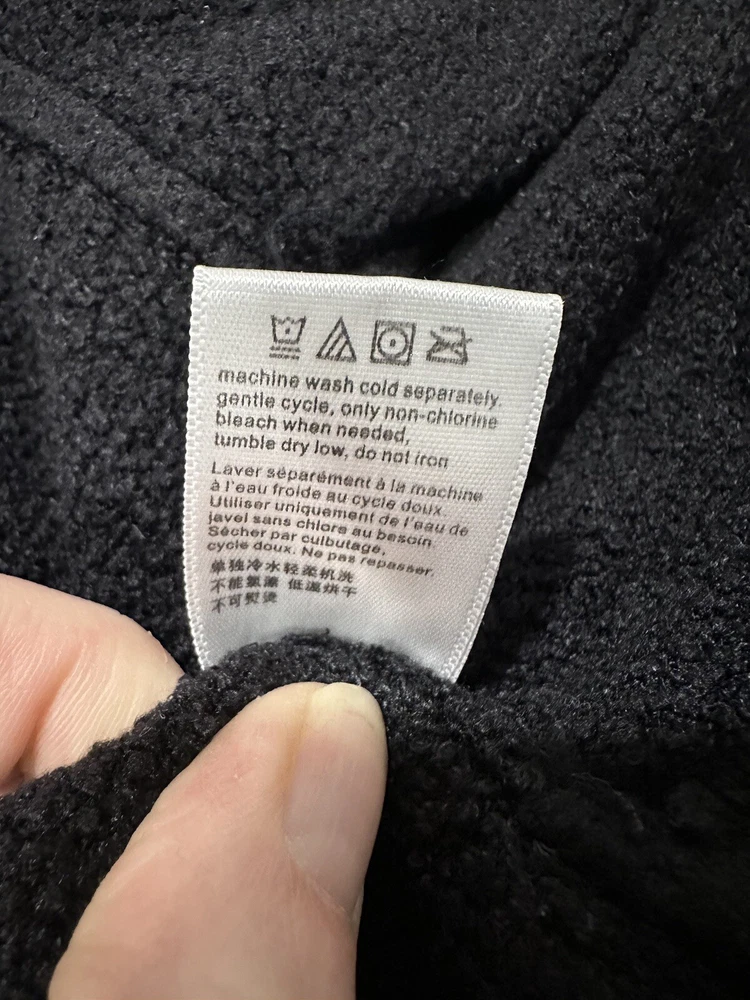 machine wash cold separately,
gentle cycle, only non-chlorine
bleach when needed,
tumble dry low, do not iron
Laver séparément à la machine
à l'eau froide au cycle doux.
Utiliser uniquement de l'eau de
javel sans chlore au besoin
Sécher par culbutage,
cycle doux. Ne pas repasser.
单独冷水轻柔机洗
不能氯漂 低温烘干
不可熨烫